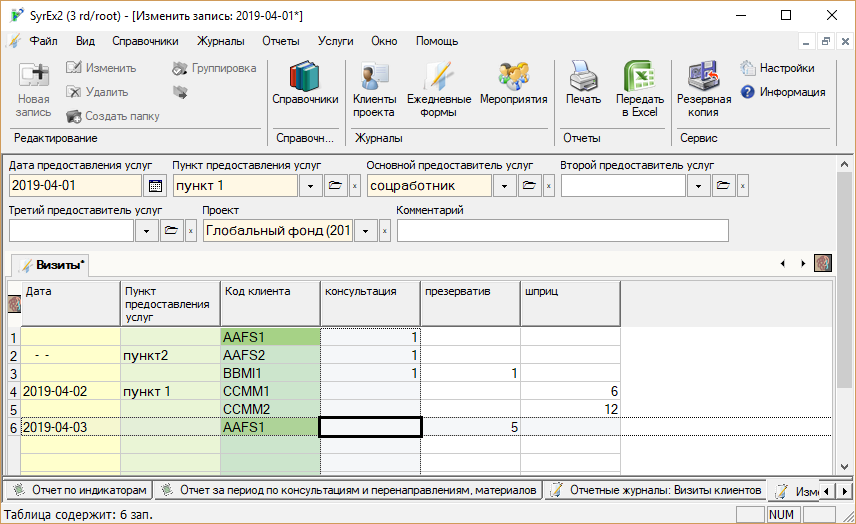 SyrEx2 (3 rd/root) - [Изменить запись: 2019-04-01*]
Файл Вид Справочники Журналы Отчеты Услуги Окно Помощь
Новая запись
Изменить
Удалить
Создать папку
Группировка
Редактирование
Справочники
Справочн...
Клиенты проекта
Ежедневные формы
Мероприятия
Журналы
Печать
Передать в Excel
Отчеты
Резервная копия
Настройки
Информация
Сервис
Дата предоставления услуг Пункт предоставления услуг Основной предоставитель услуг Второй предоставитель услуг
2019-04-01 пункт 1 x соцработник x x
Третий предоставитель услуг Проект Комментарий
x Глобальный фонд (201
Визиты*
Дата Пункт предоставления услуг Код клиента консультация презерватив шприц
1 AAFS1 1
2 - - пункт2 AAFS2 1
3 BBMI1 1 1
4 2019-04-02 пункт 1 CCMM1 6
5 CCMM2 12
6 2019-04-03 AAFS1 5
Отчет по индикаторам Отчет за период по консультациям и перенаправлениям, материалов Отчетные журналы: Визиты клиентов
Таблица содержит: 6 зап. NUM